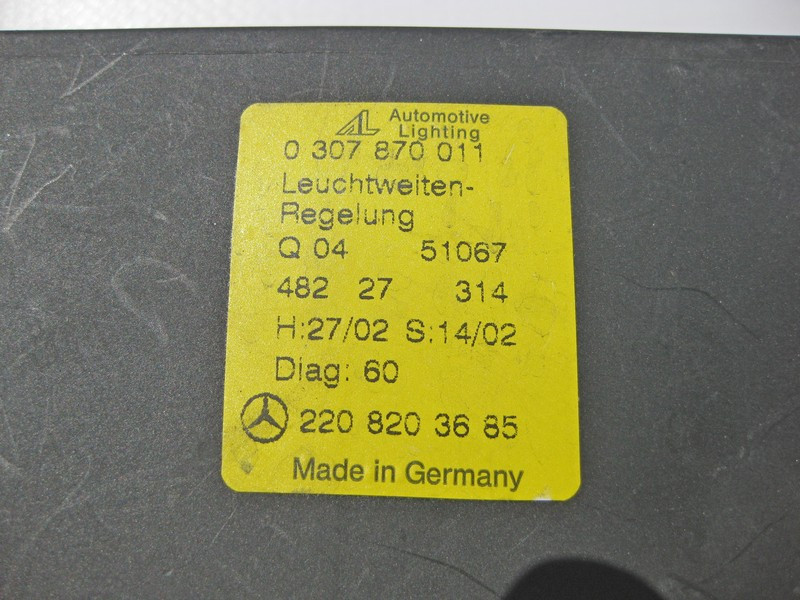 AL Automotive
Lighting
0 307 870 011
Leuchtweiten-
Regelung
Q 04 51067
482 27 314
H:27/02 S:14/02
Diag: 60
220 820 36 85
Made in Germany